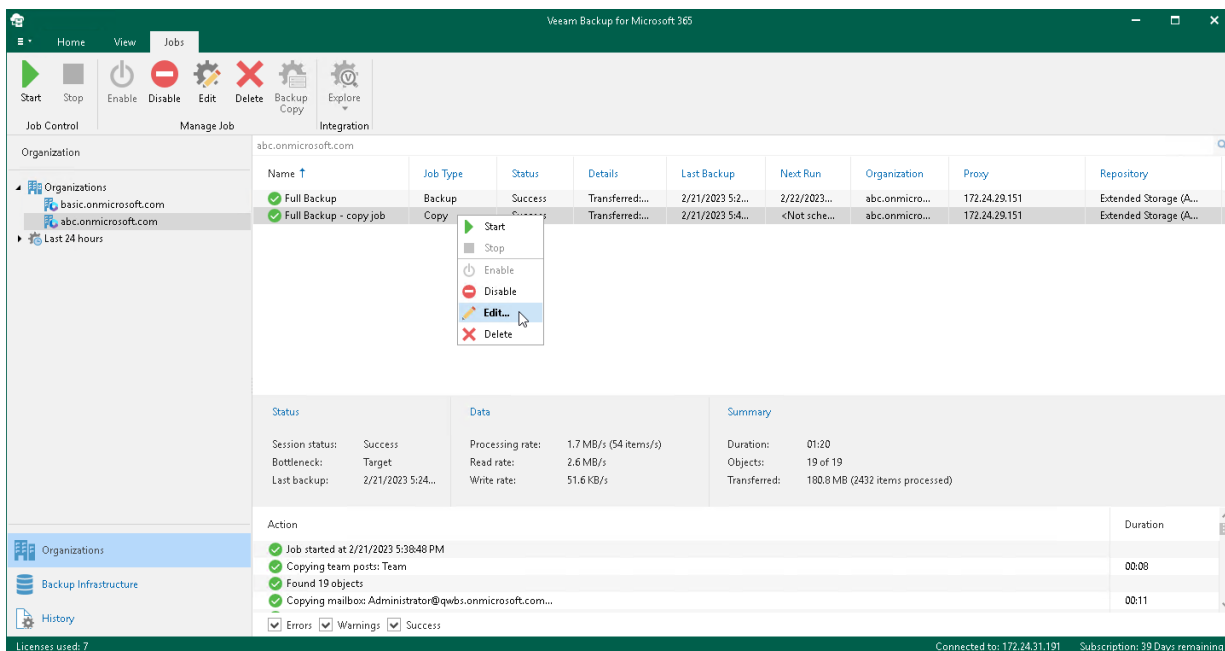 Veeam Backup for Microsoft 365
Home View Jobs
Start Stop Enable Disable Edit Delete Backup Copy Explore
Job Control Manage Job Integration
Organization
Organizations
basic.onmicrosoft.com
abc.onmicrosoft.com
Last 24 hours
abc.onmicrosoft.com
Name Job Type Status Details Last Backup Next Run Organization Proxy Repository
Full Backup Backup Success Transferred:... 2/21/2023 5:2... 2/22/2023... abc.onmicro... 172.24.29.151 Extended Storage (A...
Full Backup - copy job Copy Success Transferred:... 2/21/2023 5:4... <Not sche... abc.onmicro... 172.24.29.151 Extended Storage (A...
Start
Stop
Enable
Disable
Edit...
Delete
Status Data Summary
Session status: Success Processing rate: 1.7 MB/s (54 items/s) Duration: 01:20
Bottleneck: Target Read rate: 2.6 MB/s Objects: 19 of 19
Last backup: 2/21/2023 5:24... Write rate: 51.6 KB/s Transferred: 180.8 MB (2432 items processed)
Action Duration
Job started at 2/21/2023 5:38:48 PM
Copying team posts: Team 00:08
Found 19 objects
Copying mailbox: Administrator@qwbs.onmicrosoft.com... 00:11
Errors Warnings Success
Organizations
Backup Infrastructure
History
Licenses used: 7 Connected to: 172.24.31.191 Subscription: 39 Days remaining